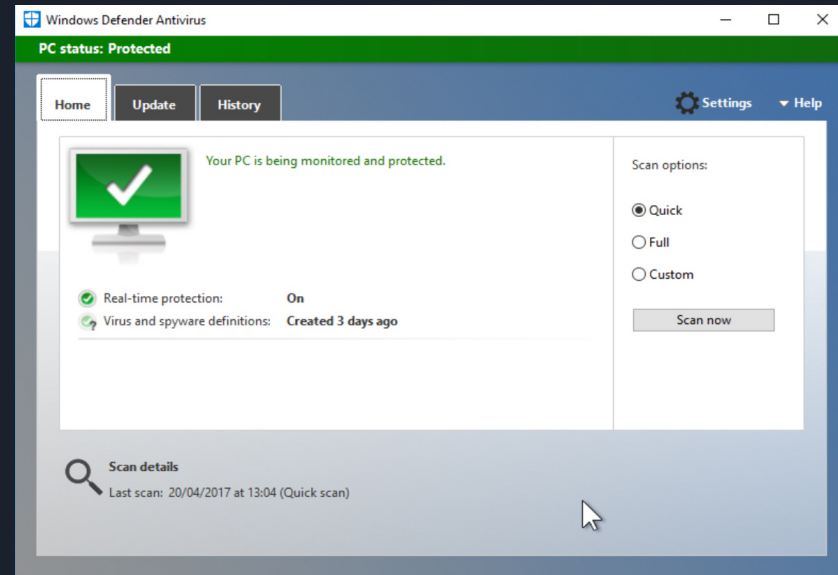 Windows Defender Antivirus
PC status: Protected
Home Update History Settings Help
Your PC is being monitored and protected.
Scan options:
Quick
Full
Custom
Real-time protection: On
Virus and spyware definitions: Created 3 days ago
Scan now
Scan details
Last scan: 20/04/2017 at 13:04 (Quick scan)